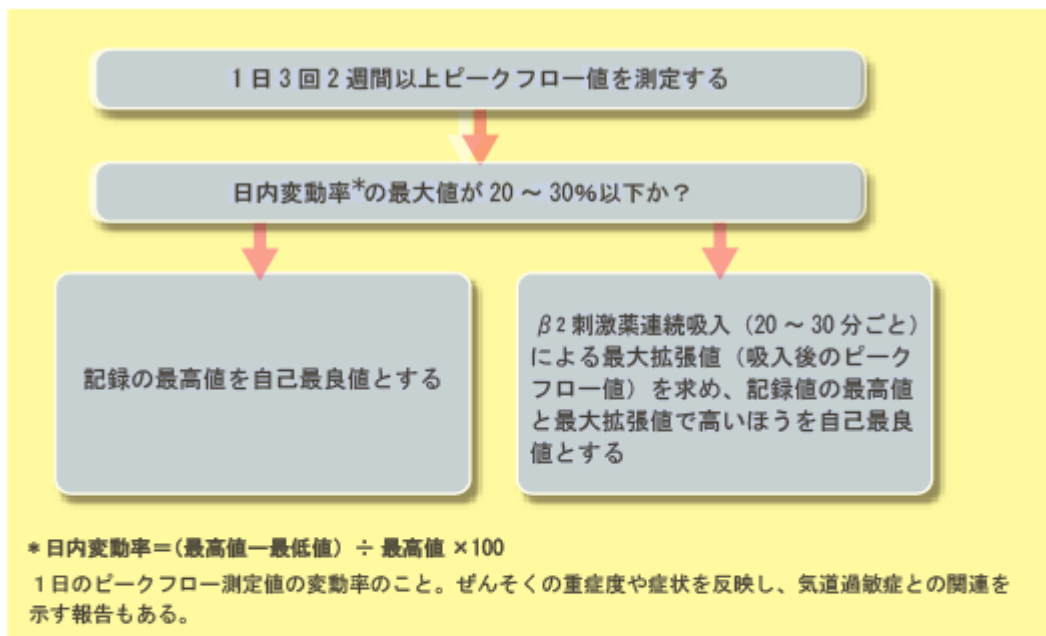 1日3回2週間以上ピークフロー値を測定する
日内変動率*の最大値が20～30%以下か？
記録の最高値を自己最良値とする
β2刺激薬連続吸入（20～30分ごと）
による最大拡張値（吸入後のピーク
フロー値）を求め、記録値の最高値
と最大拡張値で高いほうを自己最良
値とする
*日内変動率＝(最高値ー最低値）÷ 最高値 ×100
1日のピークフロー測定値の変動率のこと。ぜんそくの重症度や症状を反映し、気道過敏症との関連を
示す報告もある。